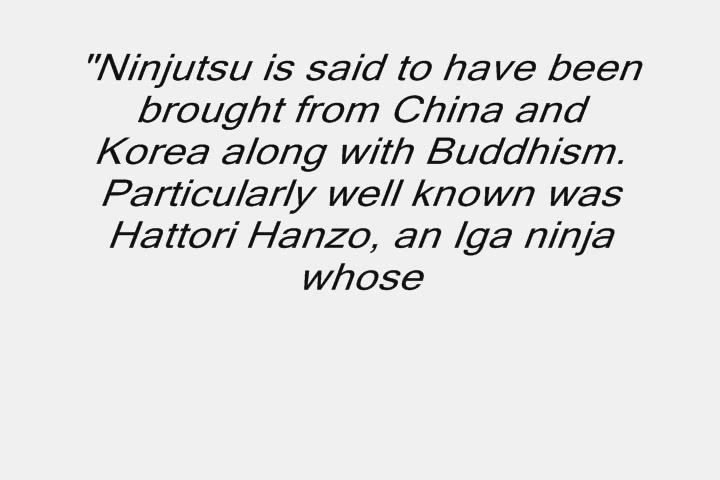 "Ninjutsu is said to have been
brought from China and
Korea along with Buddhism.
Particularly well known was
Hattori Hanzo, an Iga ninja
whose